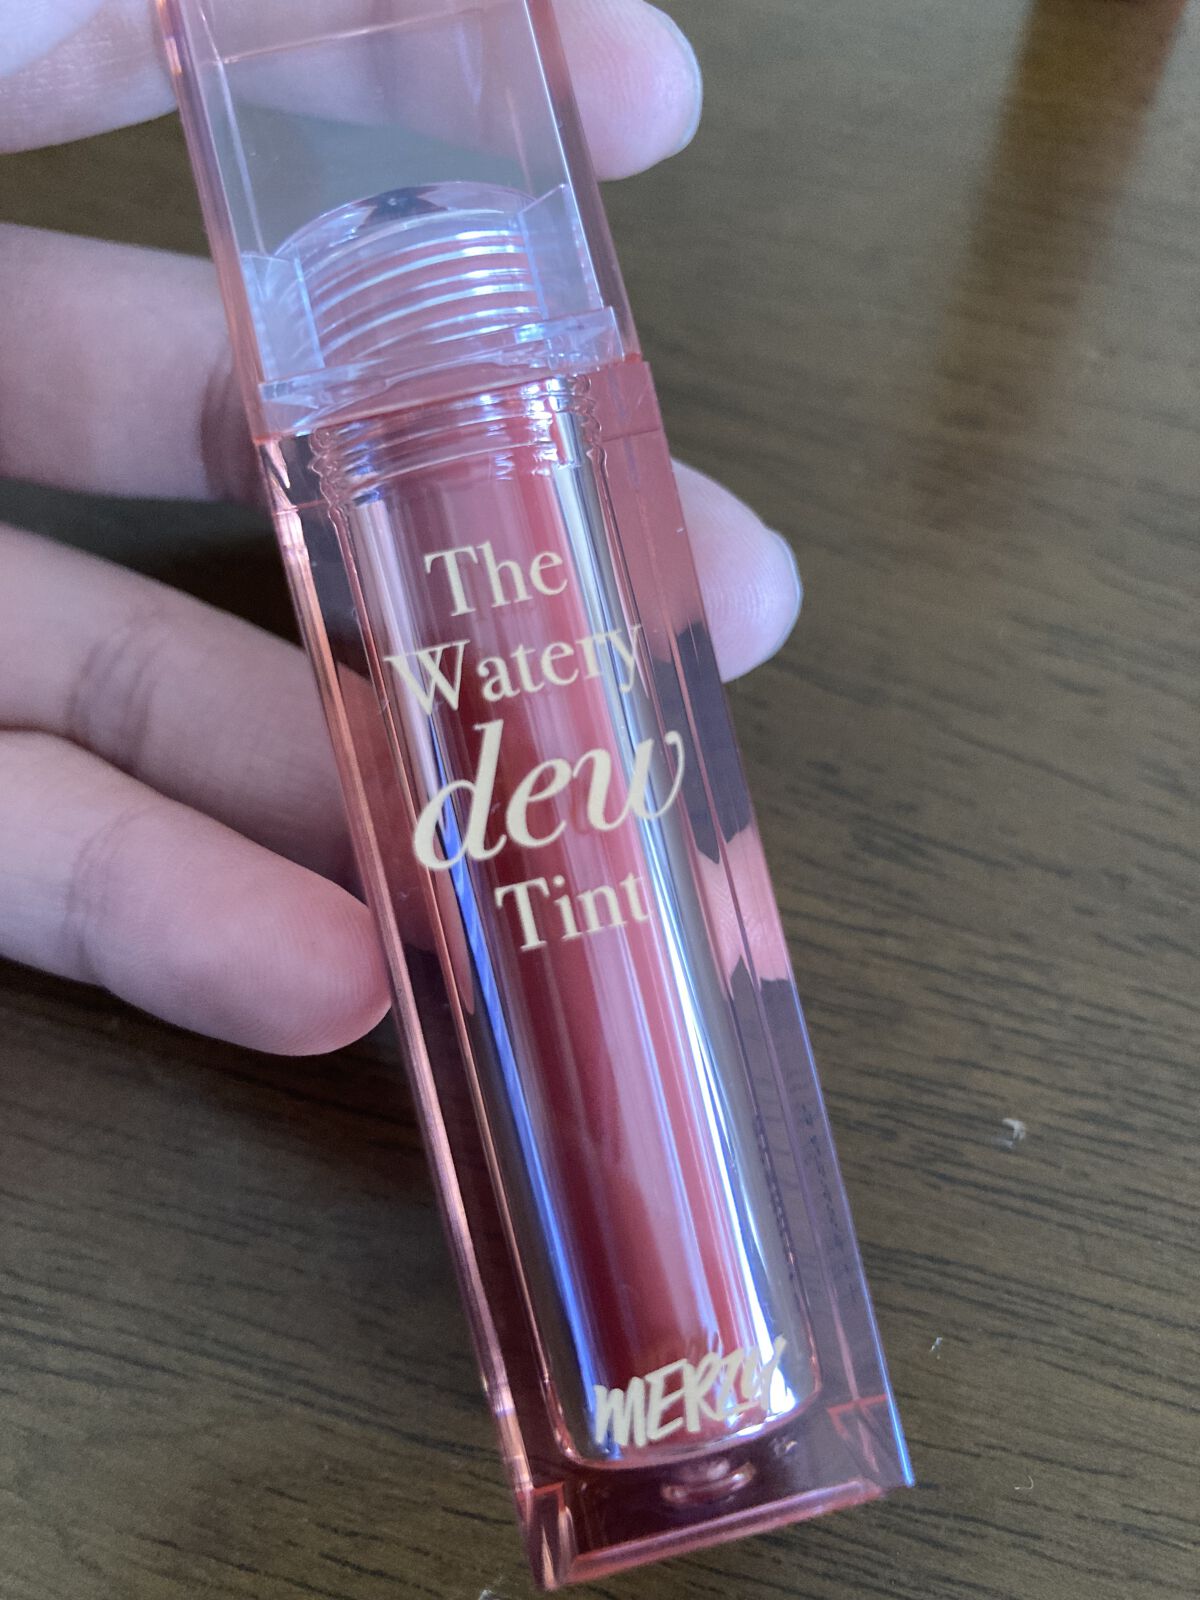 The
Watery
dew
Tint
MERZY